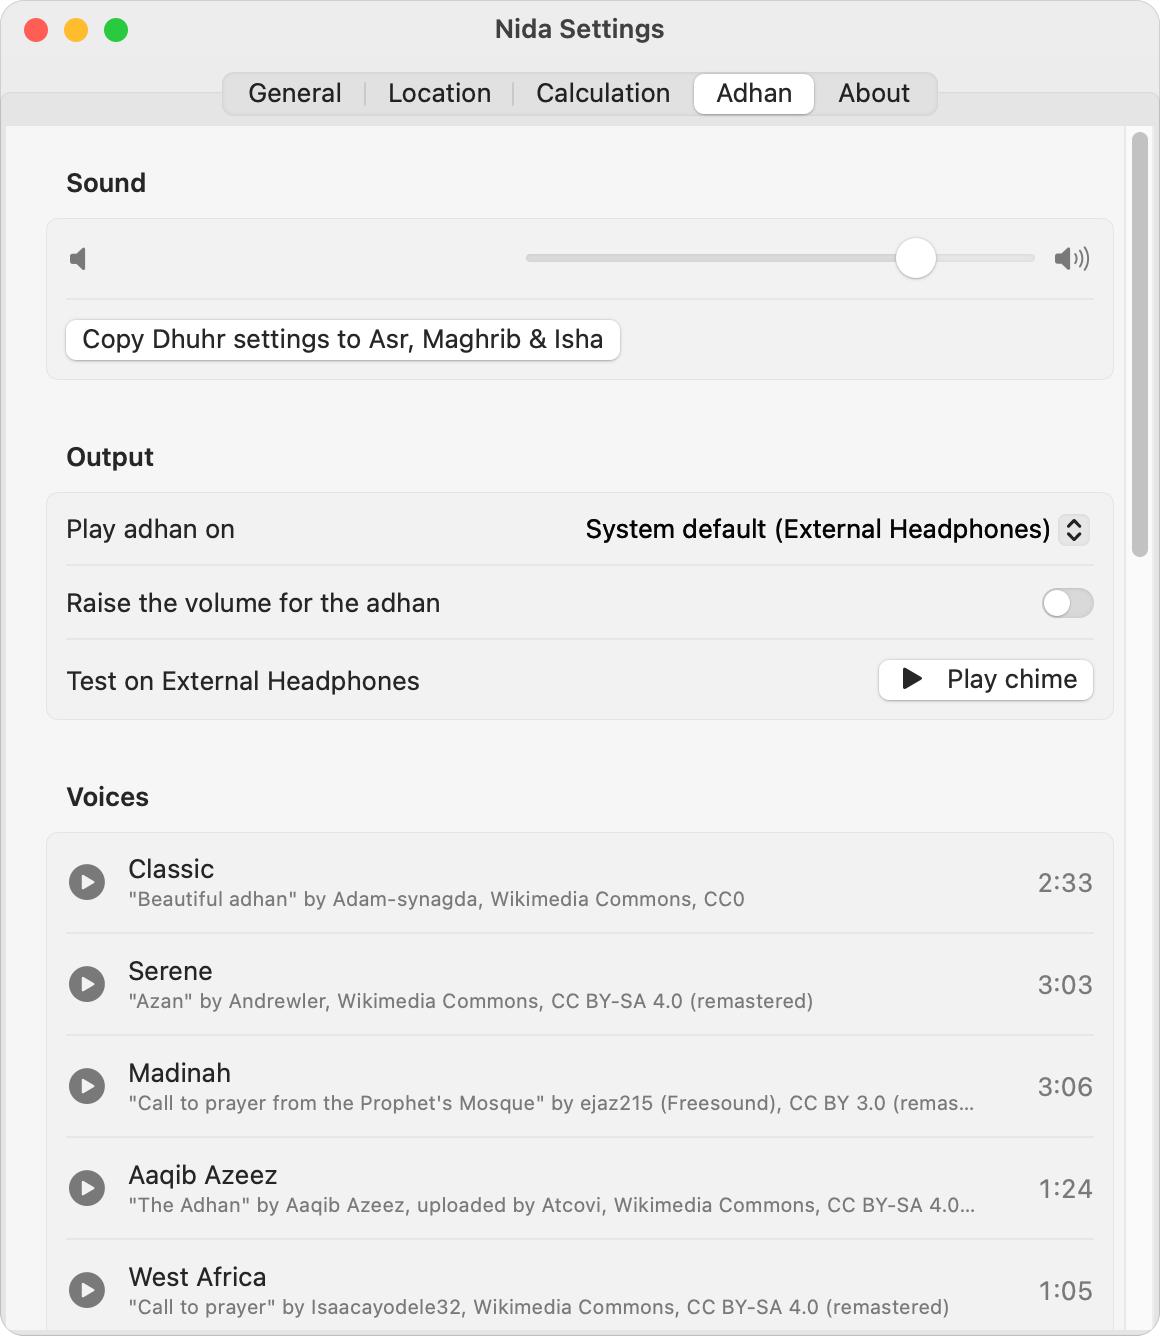 Nida Settings
General
Location
Calculation
Adhan
About
Sound
Copy Dhuhr settings to Asr, Maghrib & Isha
Output
Play adhan on
System default (External Headphones)
Raise the volume for the adhan
Test on External Headphones
Play chime
Voices
Classic
"Beautiful adhan" by Adam-synagda, Wikimedia Commons, CC0
2:33
Serene
"Azan" by Andrewler, Wikimedia Commons, CC BY-SA 4.0 (remastered)
3:03
Madinah
"Call to prayer from the Prophet's Mosque" by ejaz215 (Freesound), CC BY 3.0 (remas...
3:06
Aaqib Azeez
"The Adhan" by Aaqib Azeez, uploaded by Atcovi, Wikimedia Commons, CC BY-SA 4.0...
1:24
West Africa
"Call to prayer" by Isaacayodele32, Wikimedia Commons, CC BY-SA 4.0 (remastered)
1:05